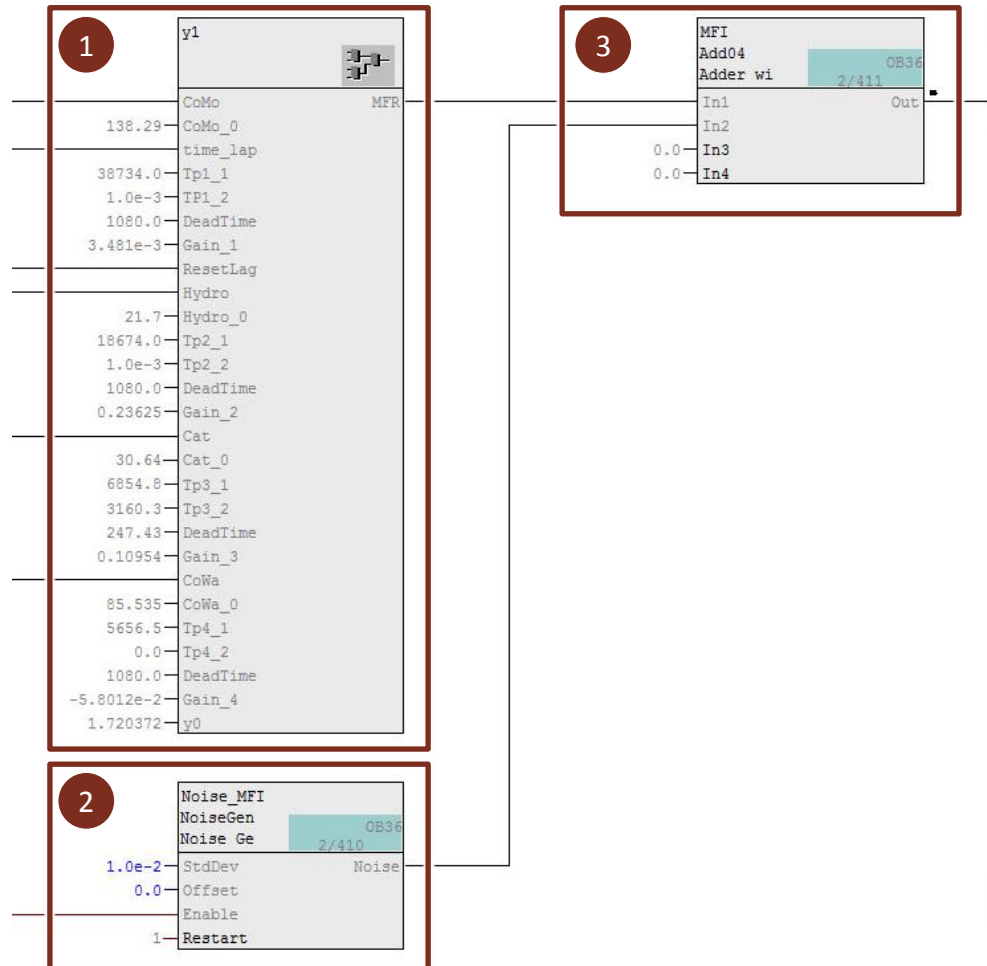 1
y1
CoMo MFR
138.29 CoMo_0
time_lap
38734.0 Tp1_1
1.0e-3 TP1_2
1080.0 DeadTime
3.481e-3 Gain_1
ResetLag
Hydro
21.7 Hydro_0
18674.0 Tp2_1
1.0e-3 Tp2_2
1080.0 DeadTime
0.23625 Gain_2
Cat
30.64 Cat_0
6854.8 Tp3_1
3160.3 Tp3_2
247.43 DeadTime
0.10954 Gain_3
CoWa
85.535 CoWa_0
5656.5 Tp4_1
0.0 Tp4_2
1080.0 DeadTime
-5.8012e-2 Gain_4
1.720372 y0
2
Noise_MFI
NoiseGen OB36
Noise Ge 2/410
1.0e-2 StdDev Noise
0.0 Offset
Enable
1 Restart
3
MFI
Add04 OB36
Adder wi 2/411
In1 Out
In2
0.0 In3
0.0 In4